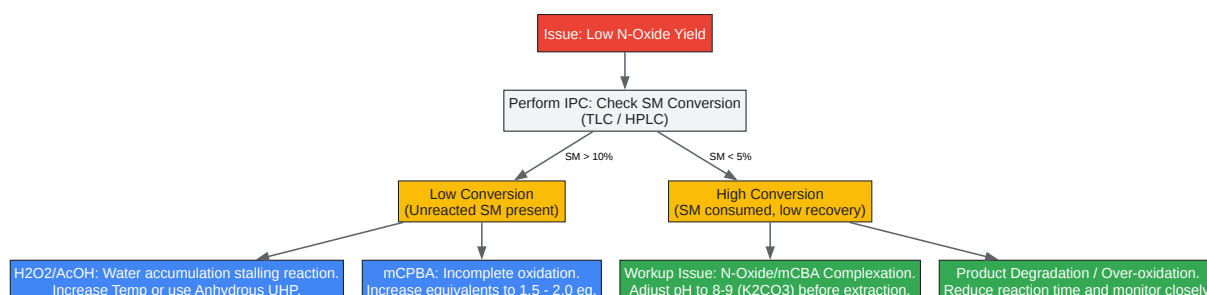 Issue: Low N-Oxide Yield
Perform IPC: Check SM Conversion
(TLC / HPLC)
SM > 10%
SM < 5%
Low Conversion
(Unreacted SM present)
High Conversion
(SM consumed, low recovery)
H2O2/AcOH: Water accumulation stalling reaction.
Increase Temp or use Anhydrous UHP.
mCPBA: Incomplete oxidation.
Increase equivalents to 1.5 - 2.0 eq.
Workup Issue: N-Oxide/mCBA Complexation.
Adjust pH to 8-9 (K2CO3) before extraction.
Product Degradation / Over-oxidation.
Reduce reaction time and monitor closely